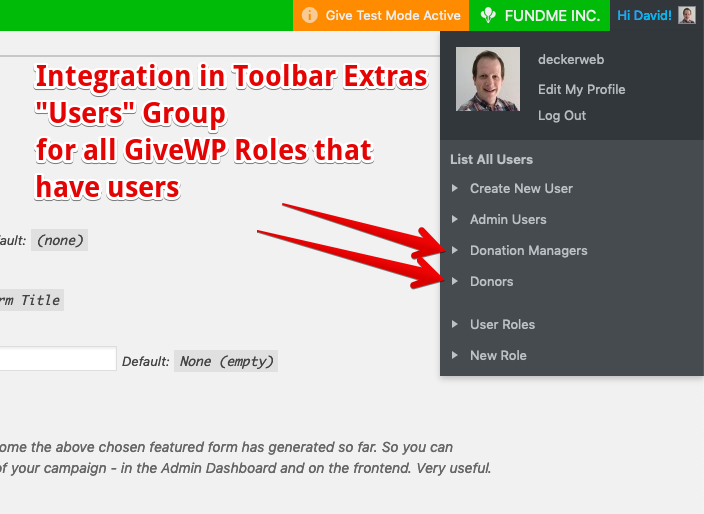 Give Test Mode Active
FUNDME INC.
Hi David!
Integration in Toolbar Extras
"Users" Group
for all GiveWP Roles that
have users
deckerweb
Edit My Profile
Log Out
List All Users
Create New User
Admin Users
Donation Managers
Donors
User Roles
New Role
(none)
Title
Default: None (empty)
the above chosen featured form has generated so far. So you can
of your campaign - in the Admin Dashboard and on the frontend. Very useful.